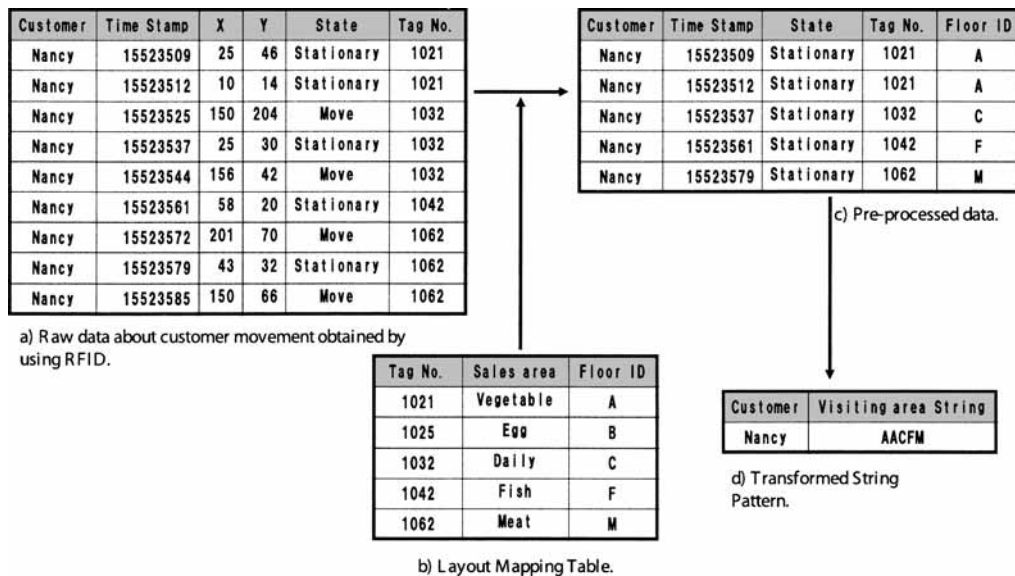 Customer Time Stamp X Y State Tag No.
Nancy 15523509 25 46 Stationary 1021
Nancy 15523512 10 14 Stationary 1021
Nancy 15523525 150 204 Move 1032
Nancy 15523537 25 30 Stationary 1032
Nancy 15523544 156 42 Move 1032
Nancy 15523561 58 20 Stationary 1042
Nancy 15523572 201 70 Move 1062
Nancy 15523579 43 32 Stationary 1062
Nancy 15523585 150 66 Move 1062
a) Raw data about customer movement obtained by
using RFID.
Customer Time Stamp State Tag No. Floor ID
Nancy 15523509 Stationary 1021 A
Nancy 15523512 Stationary 1021 A
Nancy 15523537 Stationary 1032 C
Nancy 15523561 Stationary 1042 F
Nancy 15523579 Stationary 1062 M
c) Pre-processed data.
Tag No. Sales area Floor ID
1021 Vegetable A
1025 Egg B
1032 Daily C
1042 Fish F
1062 Meat M
b) Layout Mapping Table.
Customer Visiting area String
Nancy AACFM
d) Transformed String
Pattern.